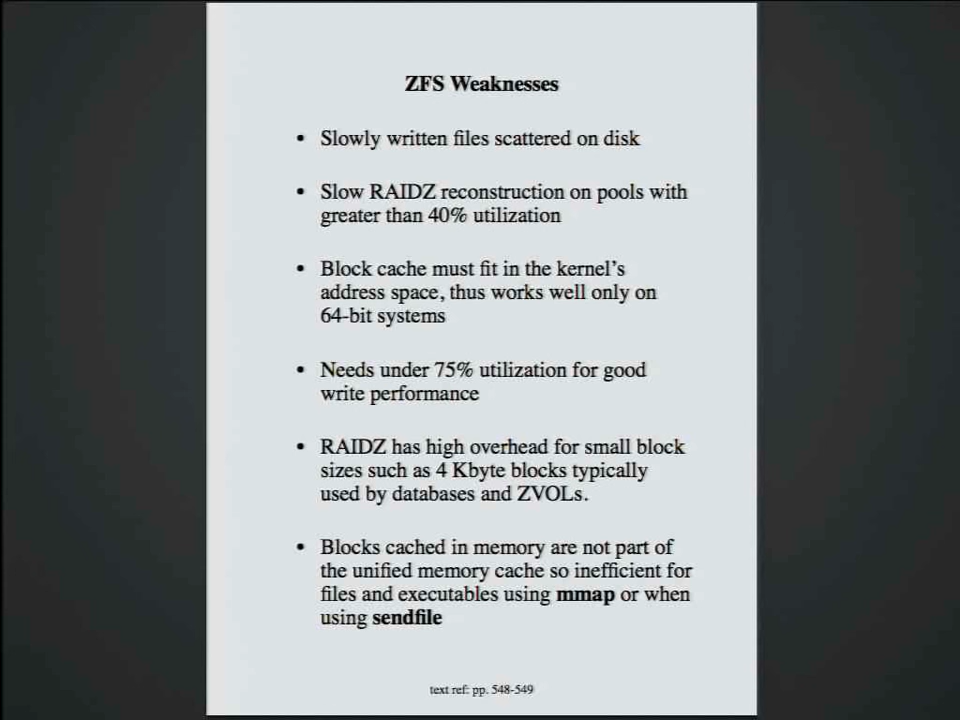 ZFS Weaknesses
• Slowly written files scattered on disk
• Slow RAIDZ reconstruction on pools with
greater than 40% utilization
• Block cache must fit in the kernel's
address space, thus works well only on
64-bit systems
• Needs under 75% utilization for good
write performance
• RAIDZ has high overhead for small block
sizes such as 4 Kbyte blocks typically
used by databases and ZVOLs.
• Blocks cached in memory are not part of
the unified memory cache so inefficient for
files and executables using mmap or when
using sendfile
text ref: pp. 548-549